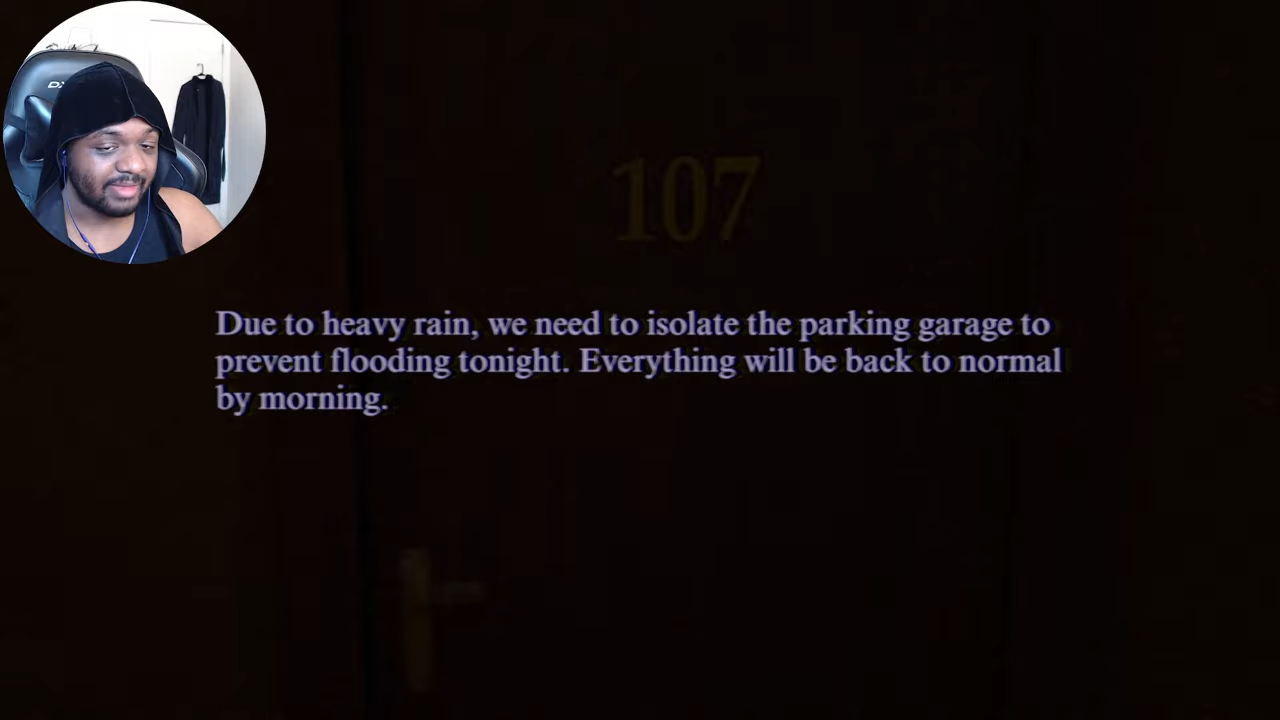 107
Due to heavy rain, we need to isolate the parking garage to
prevent flooding tonight. Everything will be back to normal
by morning.